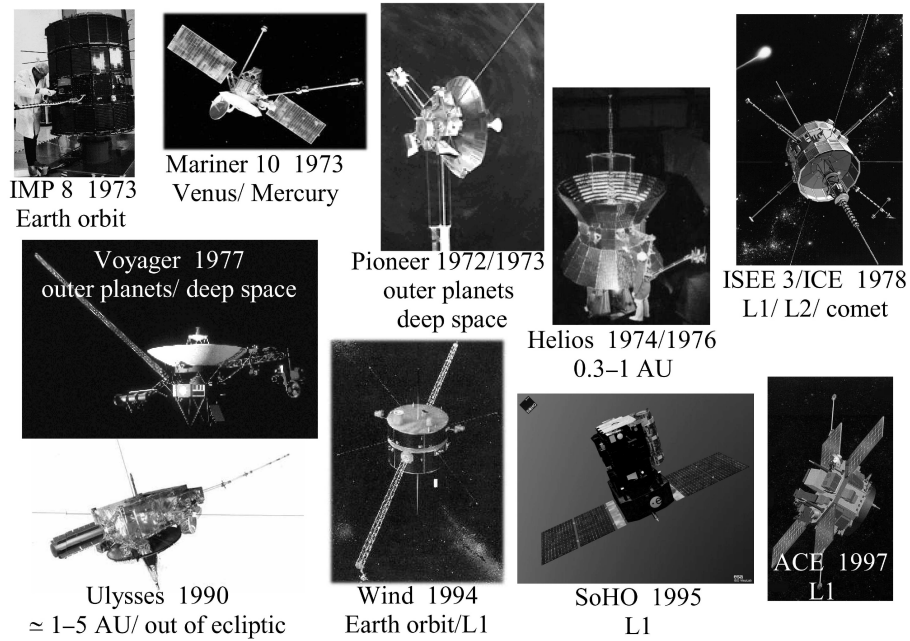 IMP 8 1973
Earth orbit
Mariner 10 1973
Venus/ Mercury
Pioneer 1972/1973
outer planets
deep space
Helios 1974/1976
0.3–1 AU
ISEE 3/ICE 1978
L1/ L2/ comet
Voyager 1977
outer planets/ deep space
Ulysses 1990
≃ 1–5 AU/ out of ecliptic
Wind 1994
Earth orbit/L1
SoHO 1995
L1
esa
ACE 1997
L1